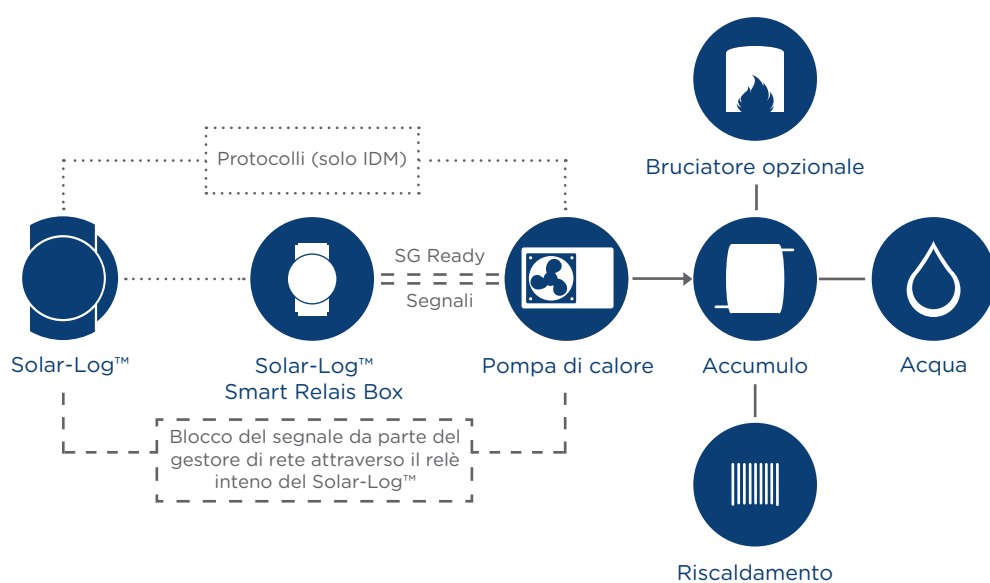 Bruciatore opzionale
Protocolli (solo IDM)
SG Ready
Segnali
Solar-Log™
Solar-Log™
Smart Relais Box
Pompa di calore
Accumulo
Acqua
Blocco del segnale da parte del
gestore di rete attraverso il relè
inteno del Solar-Log™
Riscaldamento